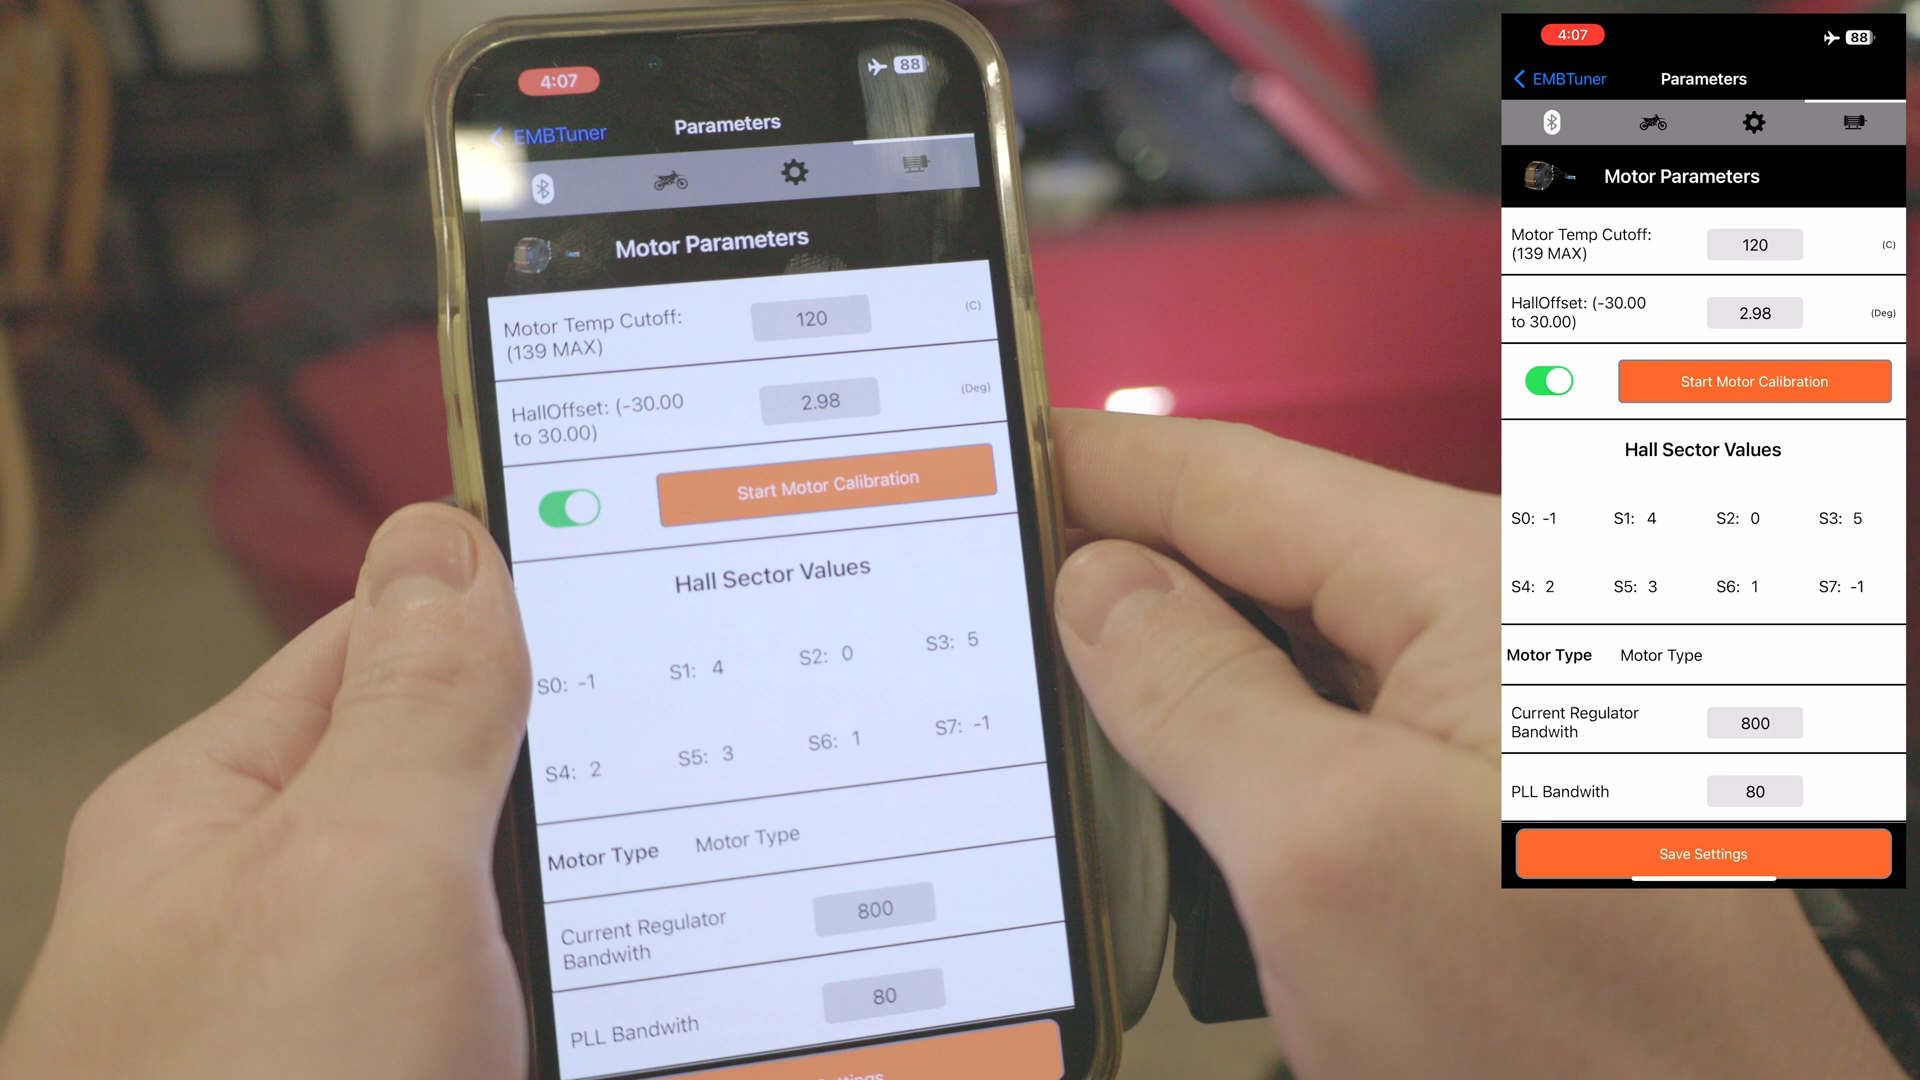 4:07
88
EMBTuner
Parameters
Motor Parameters
Motor Temp Cutoff:
(139 MAX)
120
(C)
HallOffset: (-30.00
to 30.00)
2.98
(Deg)
Start Motor Calibration
Hall Sector Values
S0: -1 S1: 4 S2: 0 S3: 5
S4: 2 S5: 3 S6: 1 S7: -1
Motor Type Motor Type
Current Regulator
Bandwith
800
PLL Bandwith
80
4:07
88
EMBTuner
Parameters
Motor Parameters
Motor Temp Cutoff:
(139 MAX)
120
(C)
HallOffset: (-30.00
to 30.00)
2.98
(Deg)
Start Motor Calibration
Hall Sector Values
S0: -1 S1: 4 S2: 0 S3: 5
S4: 2 S5: 3 S6: 1 S7: -1
Motor Type Motor Type
Current Regulator
Bandwith
800
PLL Bandwith
80
Save Settings